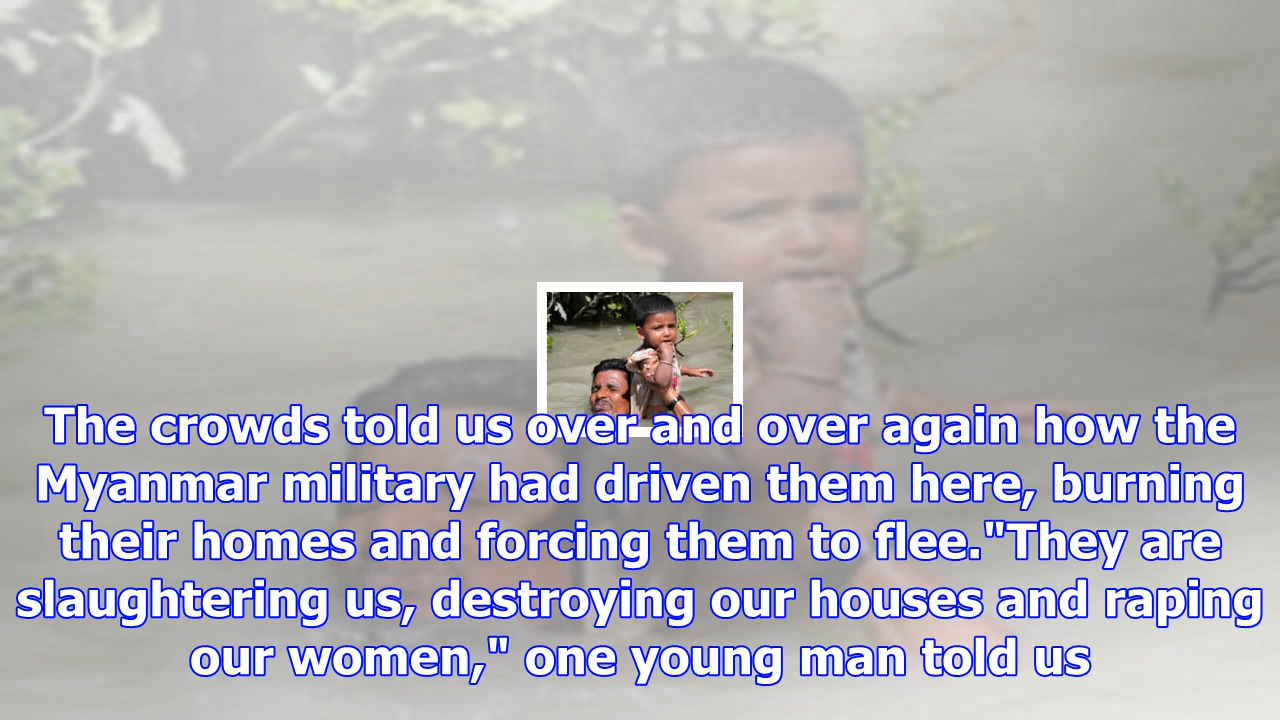 The crowds told us over and over again how the
Myanmar military had driven them here, burning
their homes and forcing them to flee."They are
slaughtering us, destroying our houses and raping
our women," one young man told us